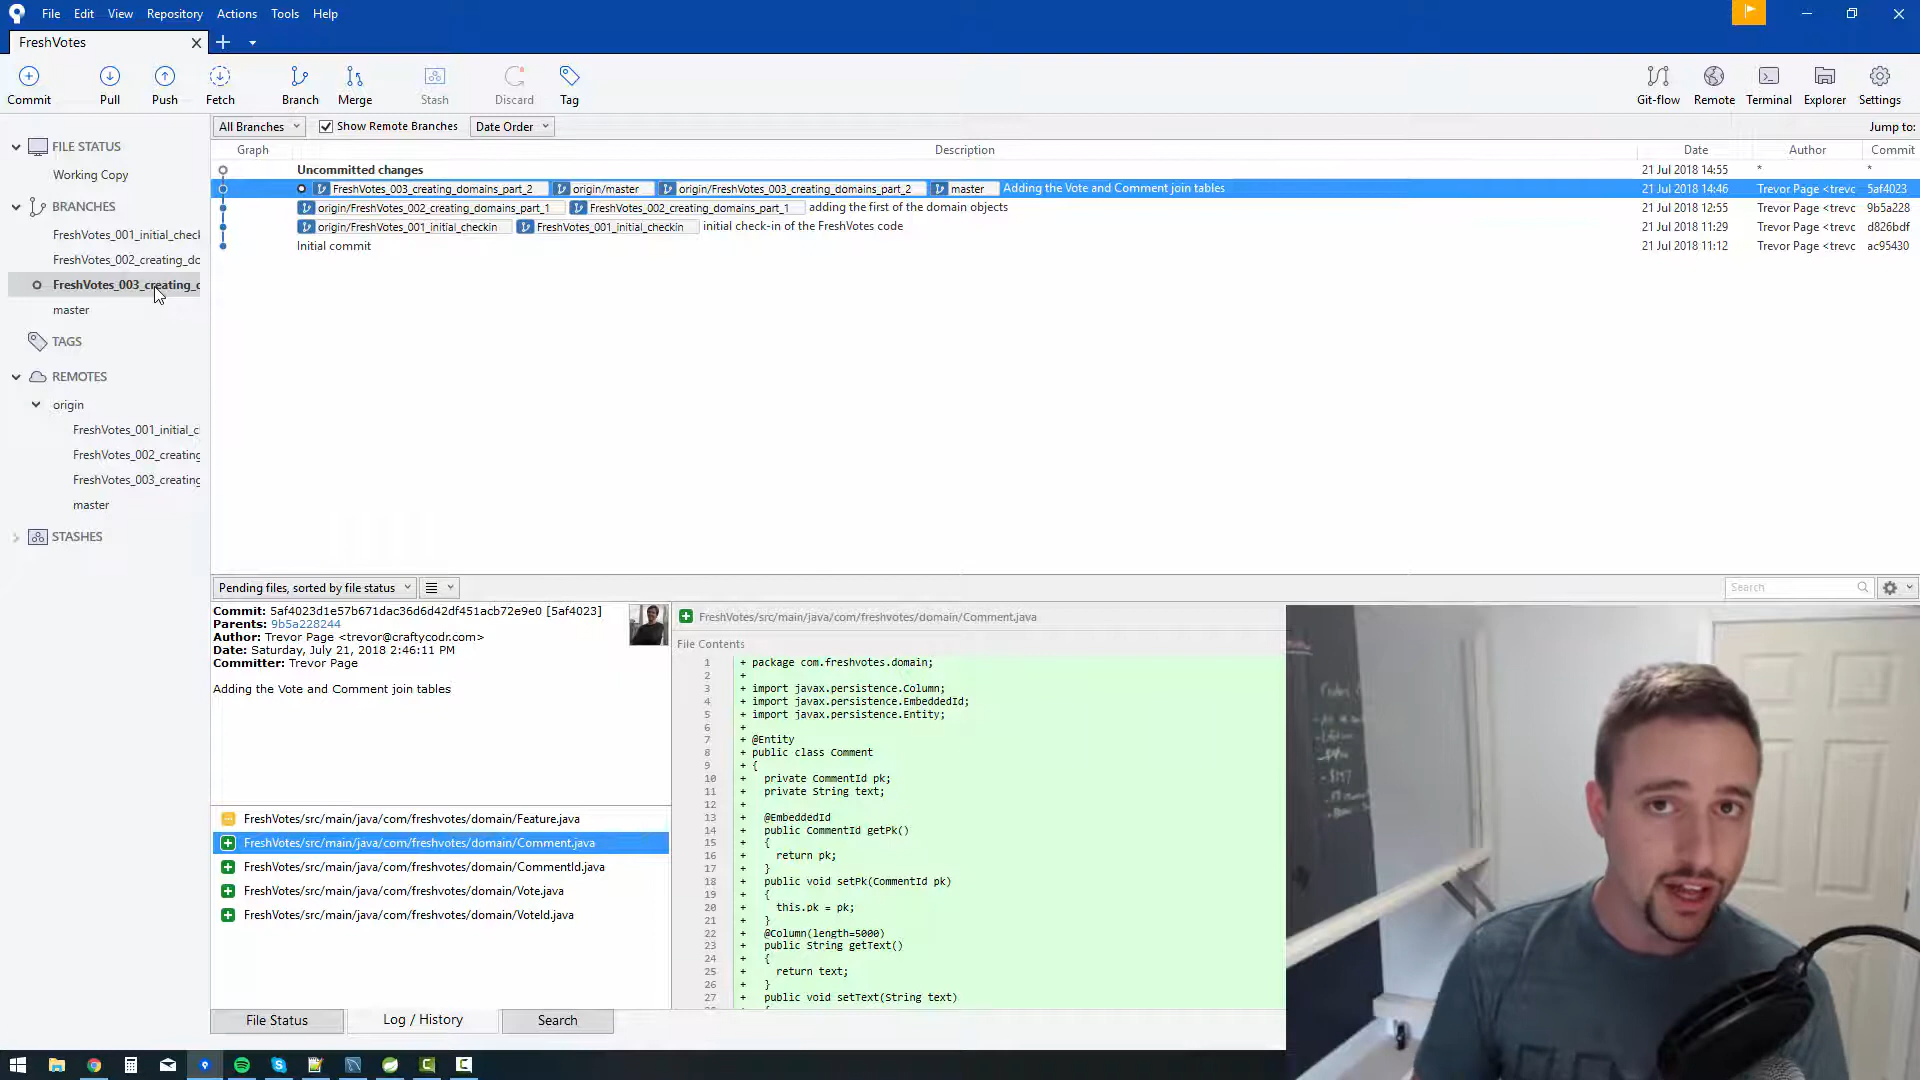 File Edit View Repository Actions Tools Help
FreshVotes
Commit Pull Push Fetch Branch Merge Stash Discard Tag Git-flow Remote Terminal Explorer Settings
All Branches Show Remote Branches Date Order Jump to:
Graph Description Date Author Commit
Uncommitted changes 21 Jul 2018 14:55 * *
FreshVotes_003_creating_domains_part_2 origin/master origin/FreshVotes_003_creating_domains_part_2 master Adding the Vote and Comment join tables 21 Jul 2018 14:46 Trevor Page <trevc 5af4023
origin/FreshVotes_002_creating_domains_part_1 FreshVotes_002_creating_domains_part_1 adding the first of the domain objects 21 Jul 2018 12:55 Trevor Page <trevc 9b5a228
origin/FreshVotes_001_initial_checkin FreshVotes_001_initial_checkin initial check-in of the FreshVotes code 21 Jul 2018 11:29 Trevor Page <trevc d826bdf
Initial commit 21 Jul 2018 11:12 Trevor Page <trevc ac95430
FILE STATUS
Working Copy
BRANCHES
FreshVotes_001_initial_check
FreshVotes_002_creating_do
FreshVotes_003_creating_c
master
TAGS
REMOTES
origin
FreshVotes_001_initial_c
FreshVotes_002_creating
FreshVotes_003_creating
master
STASHES
Pending files, sorted by file status Search
Commit: 5af4023d1e57b671dac36d6d42df451acb72e9e0 [5af4023]
Parents: 9b5a228244
Author: Trevor Page <trevor@craftycodr.com>
Date: Saturday, July 21, 2018 2:46:11 PM
Committer: Trevor Page
Adding the Vote and Comment join tables
FreshVotes/src/main/java/com/freshvotes/domain/Feature.java
FreshVotes/src/main/java/com/freshvotes/domain/Comment.java
FreshVotes/src/main/java/com/freshvotes/domain/CommentId.java
FreshVotes/src/main/java/com/freshvotes/domain/Vote.java
FreshVotes/src/main/java/com/freshvotes/domain/VoteId.java
FreshVotes/src/main/java/com/freshvotes/domain/Comment.java
File Contents
1 + package com.freshvotes.domain;
2 +
3 + import javax.persistence.Column;
4 + import javax.persistence.EmbeddedId;
5 + import javax.persistence.Entity;
6 +
7 + @Entity
8 + public class Comment
9 + {
10 + private CommentId pk;
11 + private String text;
12 +
13 + @EmbeddedId
14 + public CommentId getPk()
15 + {
16 + return pk;
17 + }
18 + public void setPk(CommentId pk)
19 + {
20 + this.pk = pk;
21 + }
22 + @Column(length=5000)
23 + public String getText()
24 + {
25 + return text;
26 + }
27 + public void setText(String text)
File Status Log / History Search